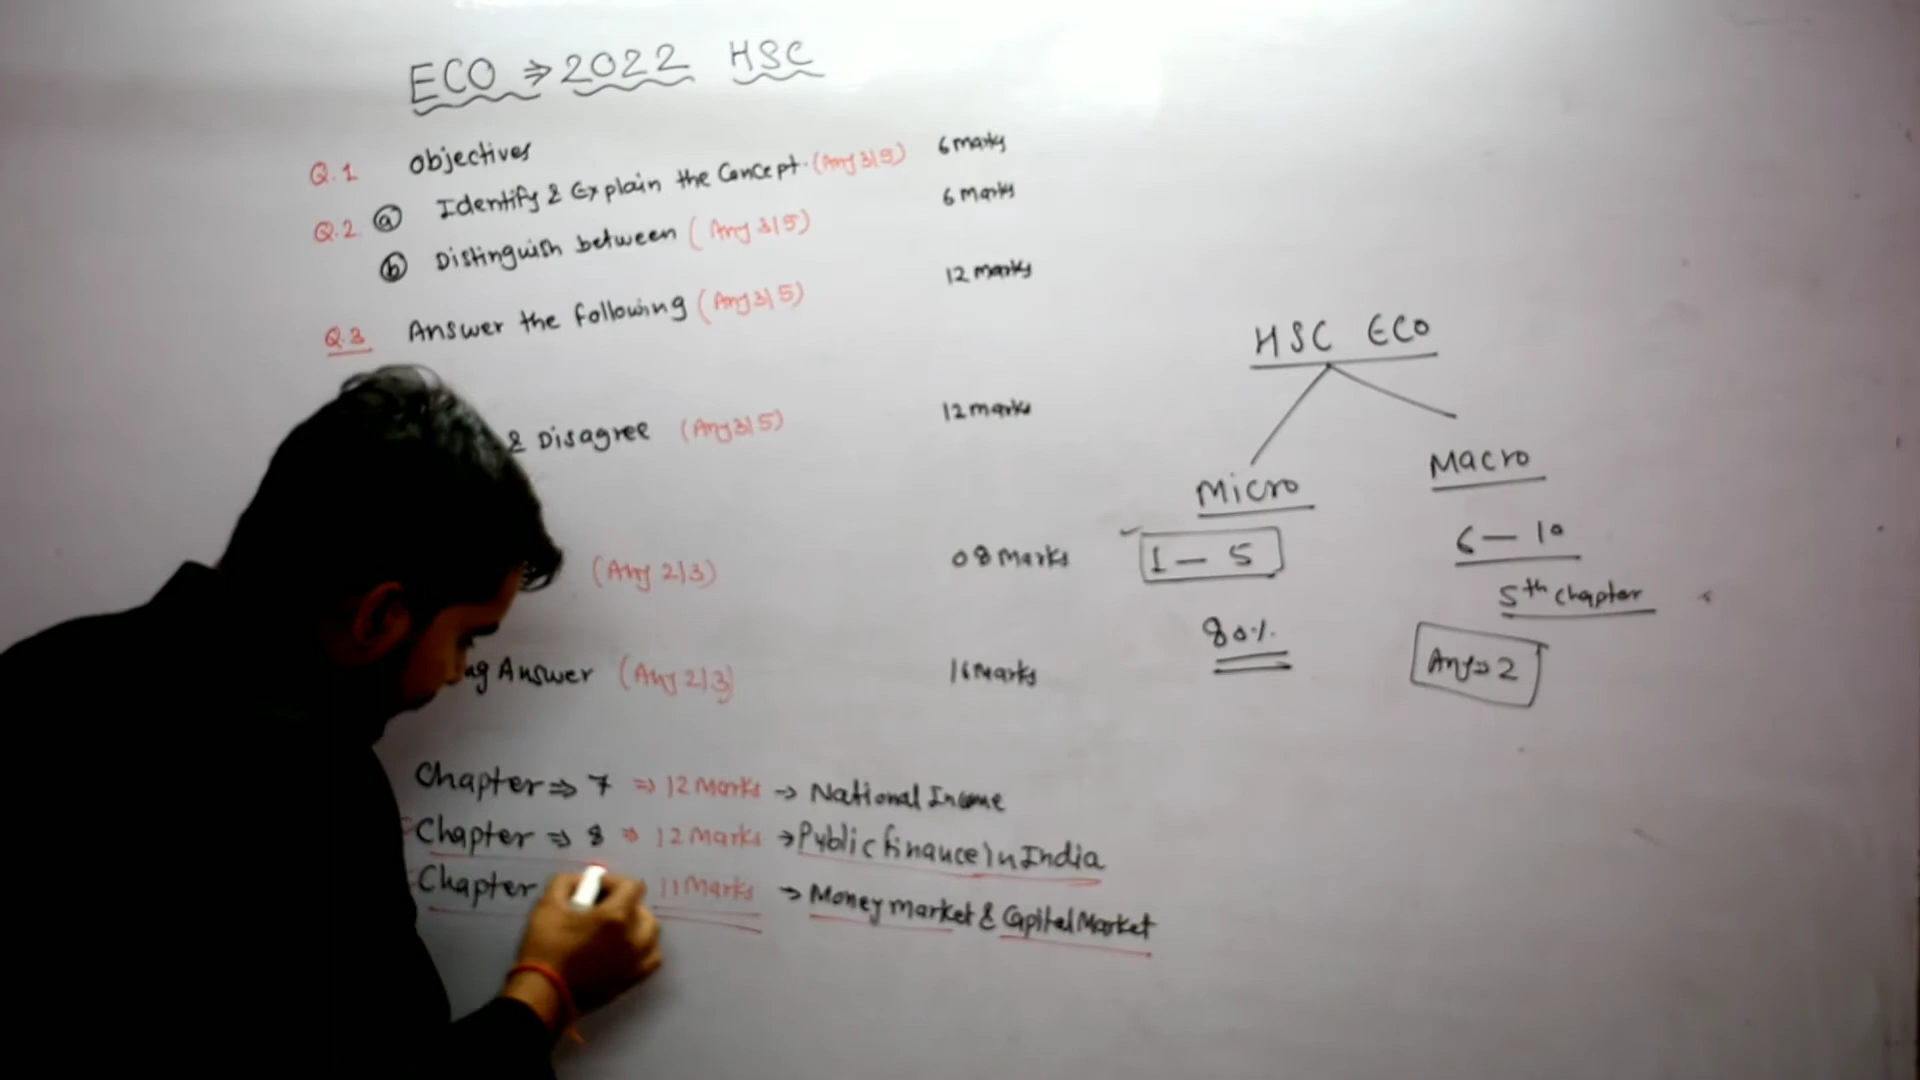 ECO ⇒ 2022 HSC
Q.1 Objectives
Q.2 (a) Identify & Explain the Concept. (Any 3|5) 6 marks
(b) Distinguish between (Any 3|5) 6 marks
Q.3 Answer the following (Any 3|5) 12 marks
& Disagree (Any 3|5) 12 marks
(Any 2|3) 08 Marks
Answer (Any 2|3) 16 Marks
Chapter ⇒ 7 ⇒ 12 Marks → National Income
Chapter ⇒ 8 ⇒ 12 Marks → Public finance In India
Chapter 11 Marks → Money market & Capital Market
HSC ECO
Micro
1 — 5
80%
Macro
6 — 10
5th chapter
Any ⇒ 2